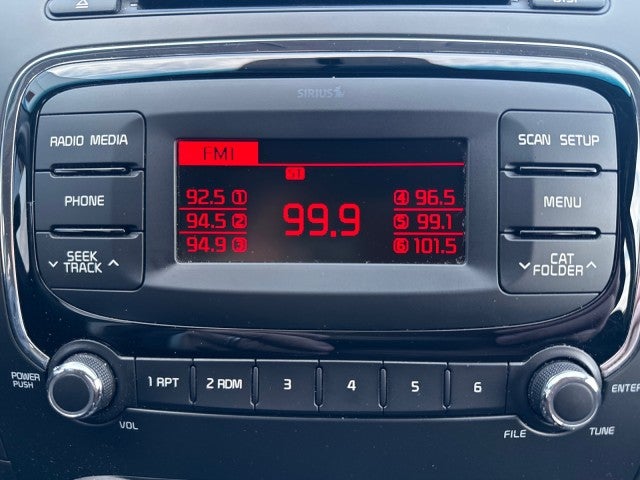 DISP
SIRIUS
RADIO MEDIA
PHONE
SEEK
TRACK
FM1
ST
92.5 1
94.5 2
94.9 3
99.9
4 96.5
5 99.1
6 101.5
SCAN SETUP
MENU
CAT
FOLDER
POWER
PUSH
VOL
1 RPT
2 RDM
3
4
5
6
ENTER
FILE
TUNE